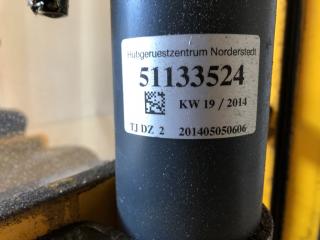 Hubgeruestzentrum Norderstedt
51133524
KW 19 / 2014
TJ DZ 2 201405050606